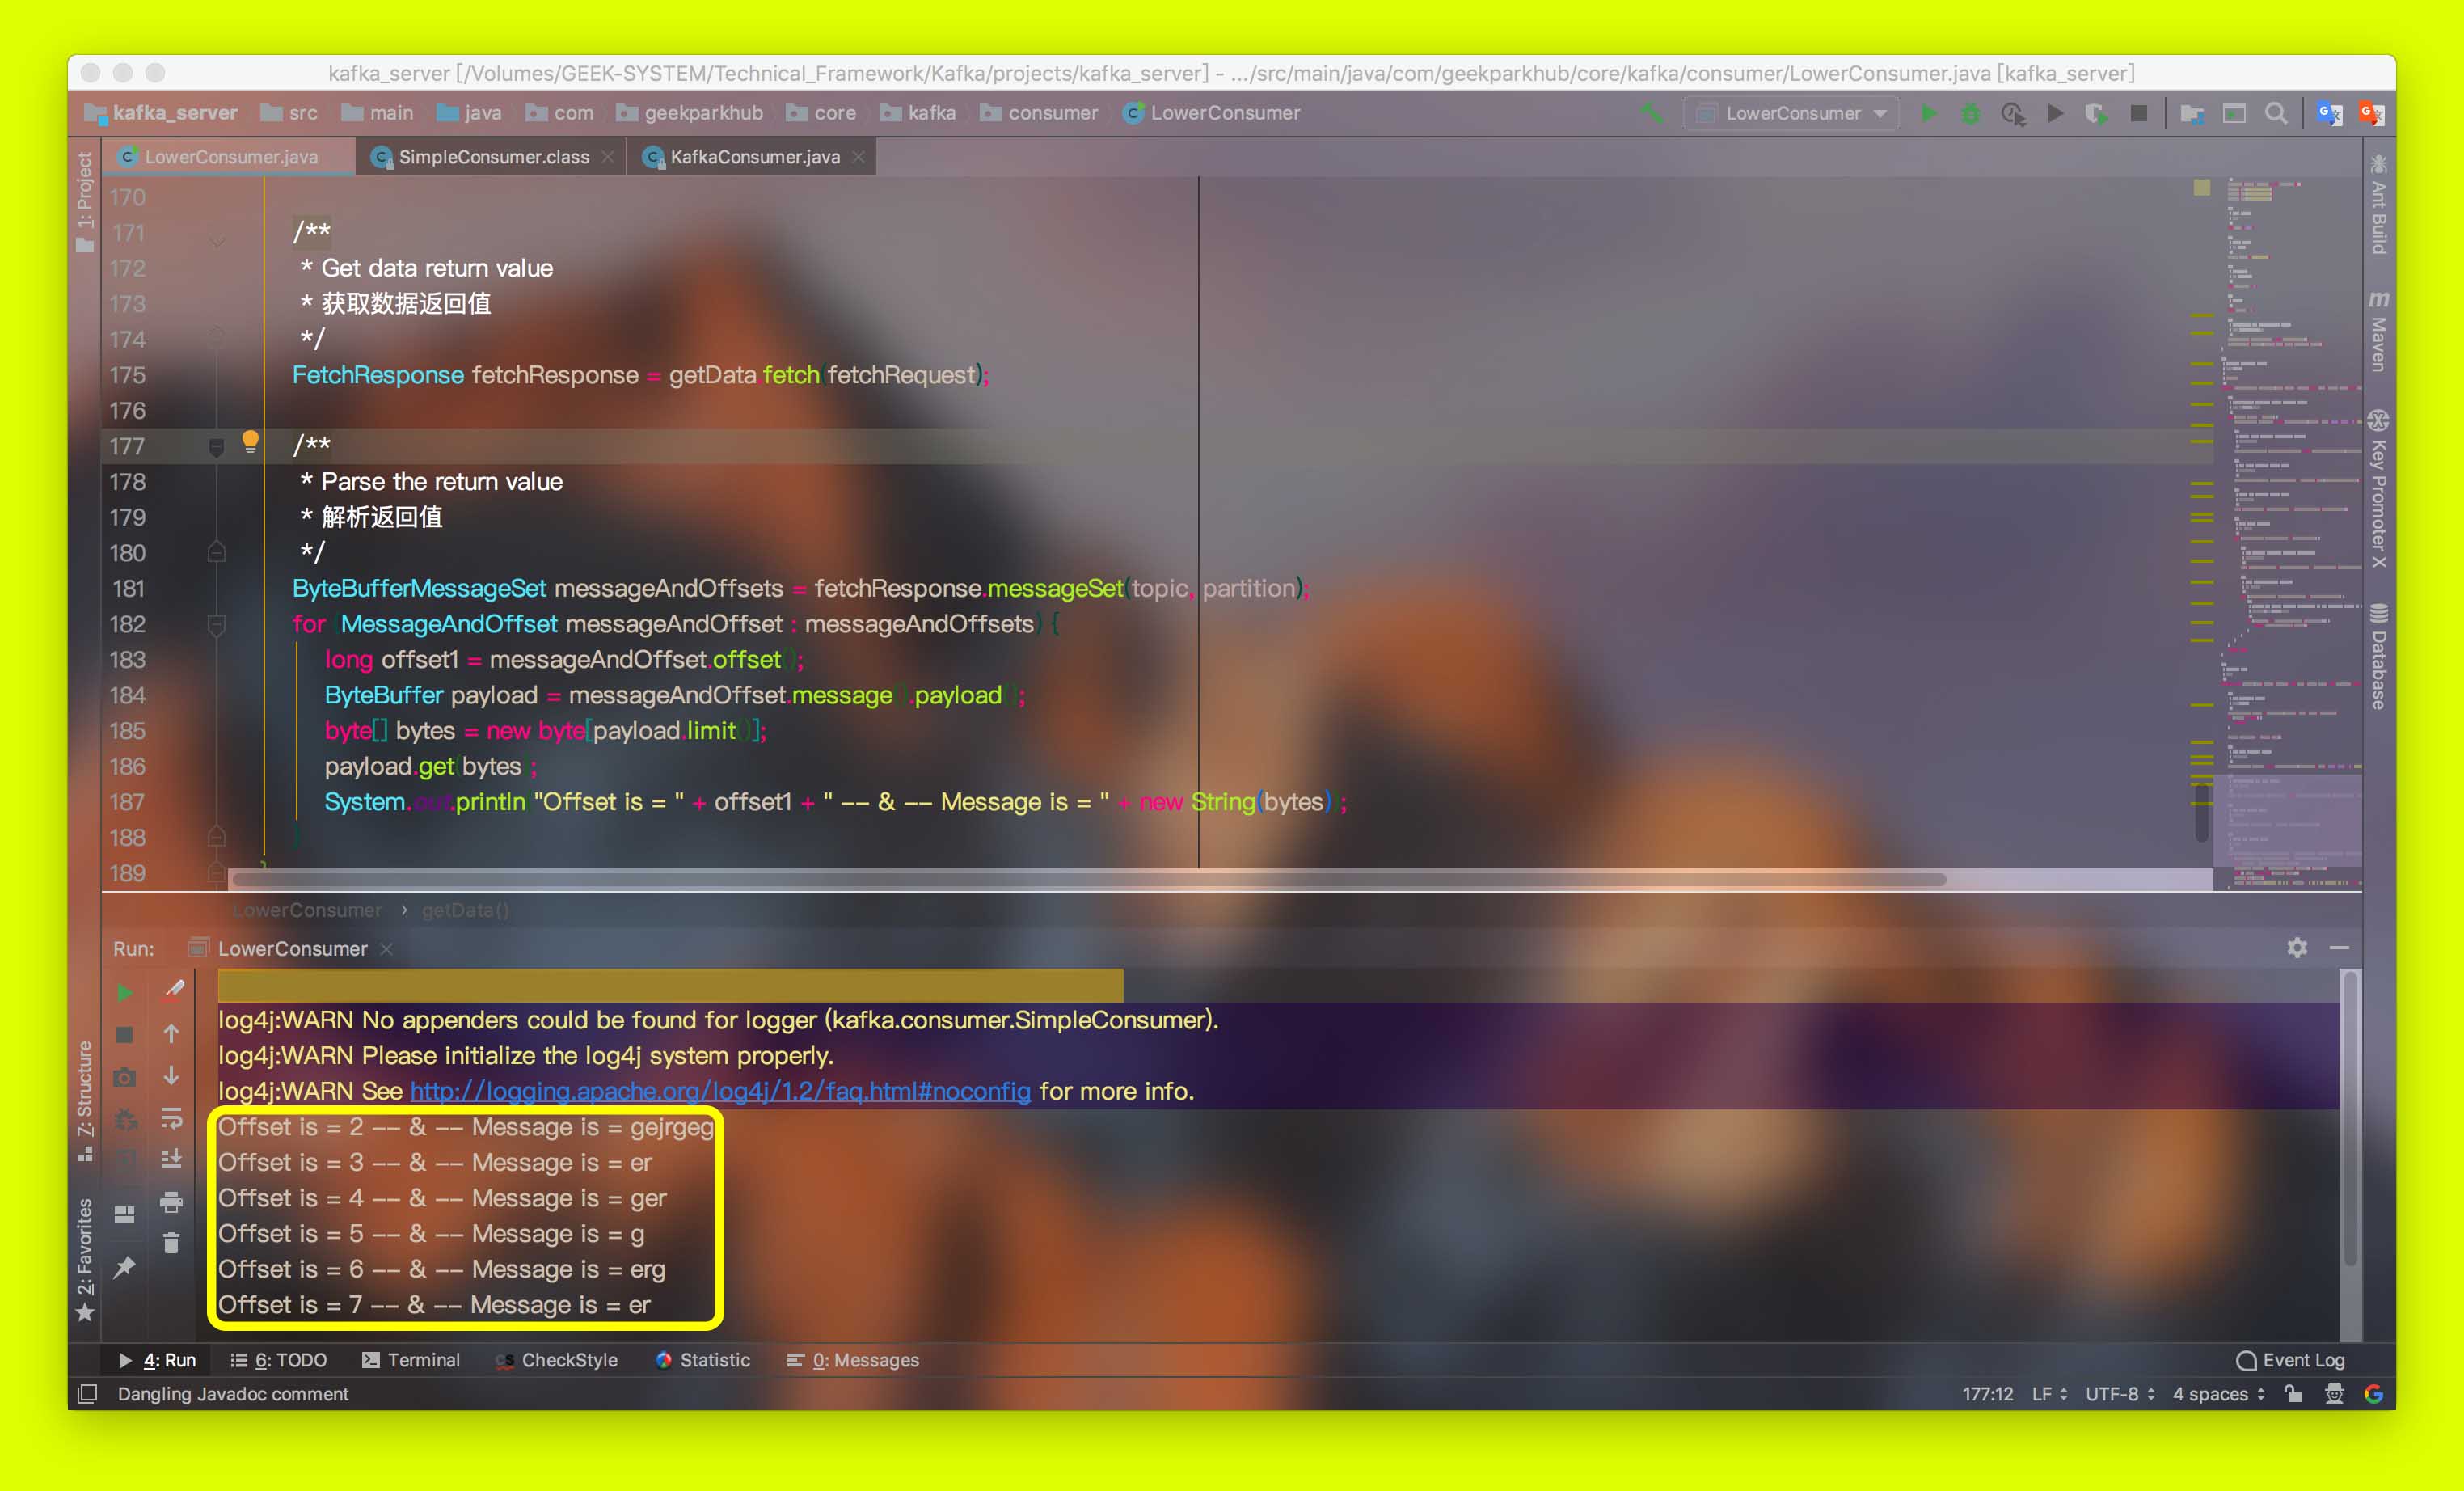 kafka_server [/Volumes/GEEK-SYSTEM/Technical_Framework/Kafka/projects/kafka_server] - .../src/main/java/com/geekparkhub/core/kafka/consumer/LowerConsumer.java [kafka_server]
kafka_server src main java com geekparkhub core kafka consumer LowerConsumer LowerConsumer
LowerConsumer.java SimpleConsumer.class KafkaConsumer.java
1: Project
170
171 /**
172 * Get data return value
173 * 获取数据返回值
174 */
175 FetchResponse fetchResponse = getData.fetch(fetchRequest);
176
177 /**
178 * Parse the return value
179 * 解析返回值
180 */
181 ByteBufferMessageSet messageAndOffsets = fetchResponse.messageSet(topic, partition);
182 for (MessageAndOffset messageAndOffset : messageAndOffsets) {
183 long offset1 = messageAndOffset.offset();
184 ByteBuffer payload = messageAndOffset.message().payload();
185 byte[] bytes = new byte[payload.limit()];
186 payload.get(bytes);
187 System.out.println("Offset is = " + offset1 + " -- & -- Message is = " + new String(bytes));
188 }
189 }
Ant Build
Maven
Key Promoter X
Database
LowerConsumer › getData()
Run: LowerConsumer
log4j:WARN No appenders could be found for logger (kafka.consumer.SimpleConsumer).
log4j:WARN Please initialize the log4j system properly.
log4j:WARN See http://logging.apache.org/log4j/1.2/faq.html#noconfig for more info.
Offset is = 2 -- & -- Message is = gejrgeg
Offset is = 3 -- & -- Message is = er
Offset is = 4 -- & -- Message is = ger
Offset is = 5 -- & -- Message is = g
Offset is = 6 -- & -- Message is = erg
Offset is = 7 -- & -- Message is = er
7: Structure
2: Favorites
4: Run 6: TODO Terminal CheckStyle Statistic 0: Messages Event Log
Dangling Javadoc comment 177:12 LF UTF-8 4 spaces